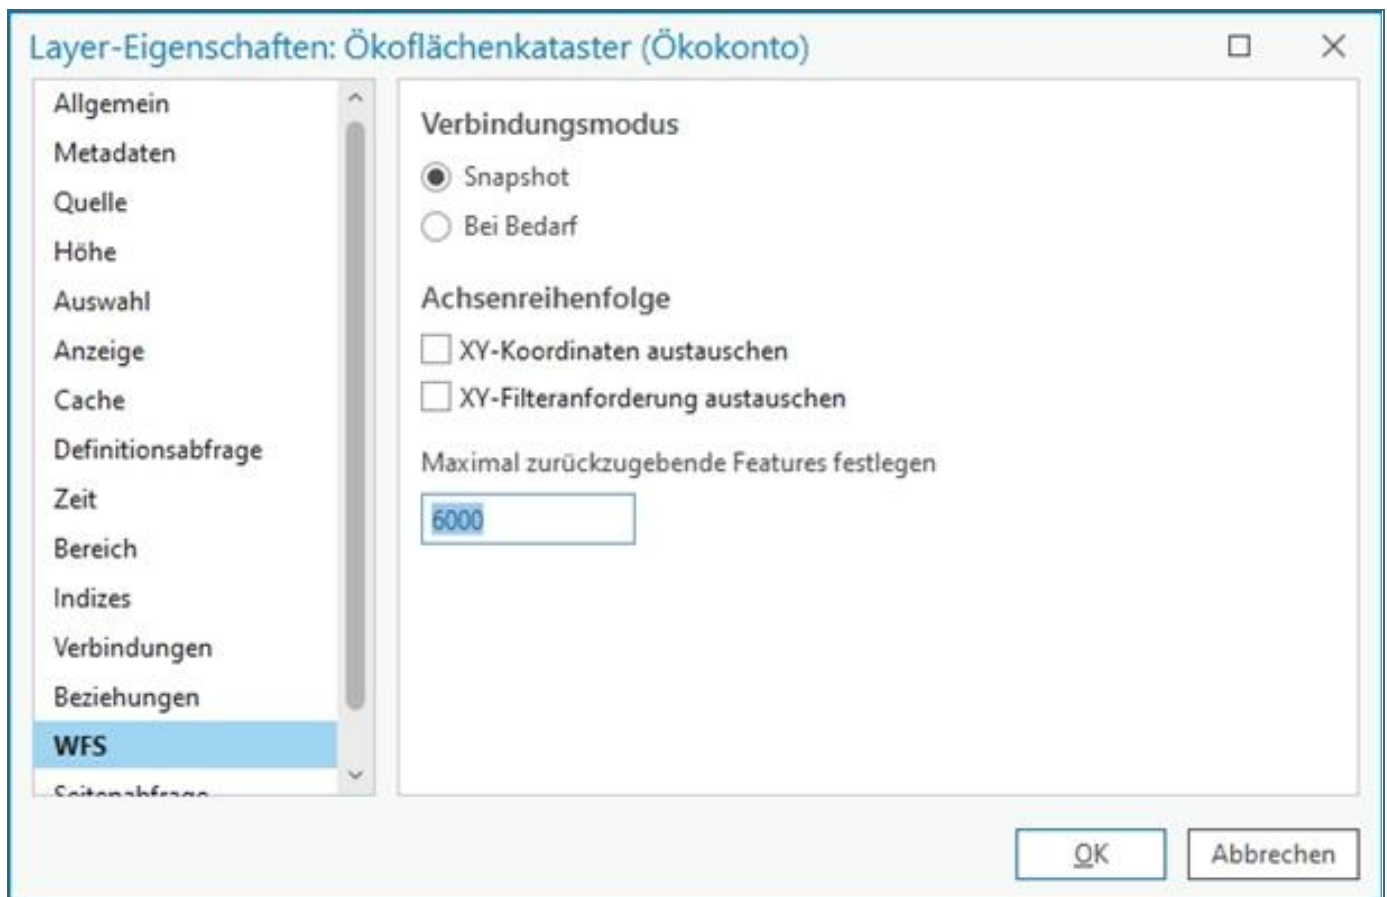 Layer-Eigenschaften: Ökoflächenkataster (Ökokonto)
Allgemein
Metadaten
Quelle
Höhe
Auswahl
Anzeige
Cache
Definitionsabfrage
Zeit
Bereich
Indizes
Verbindungen
Beziehungen
WFS
Seitenabfrage
Verbindungsmodus
Snapshot
Bei Bedarf
Achsenreihenfolge
XY-Koordinaten austauschen
XY-Filteranforderung austauschen
Maximal zurückzugebende Features festlegen
6000
OK
Abbrechen